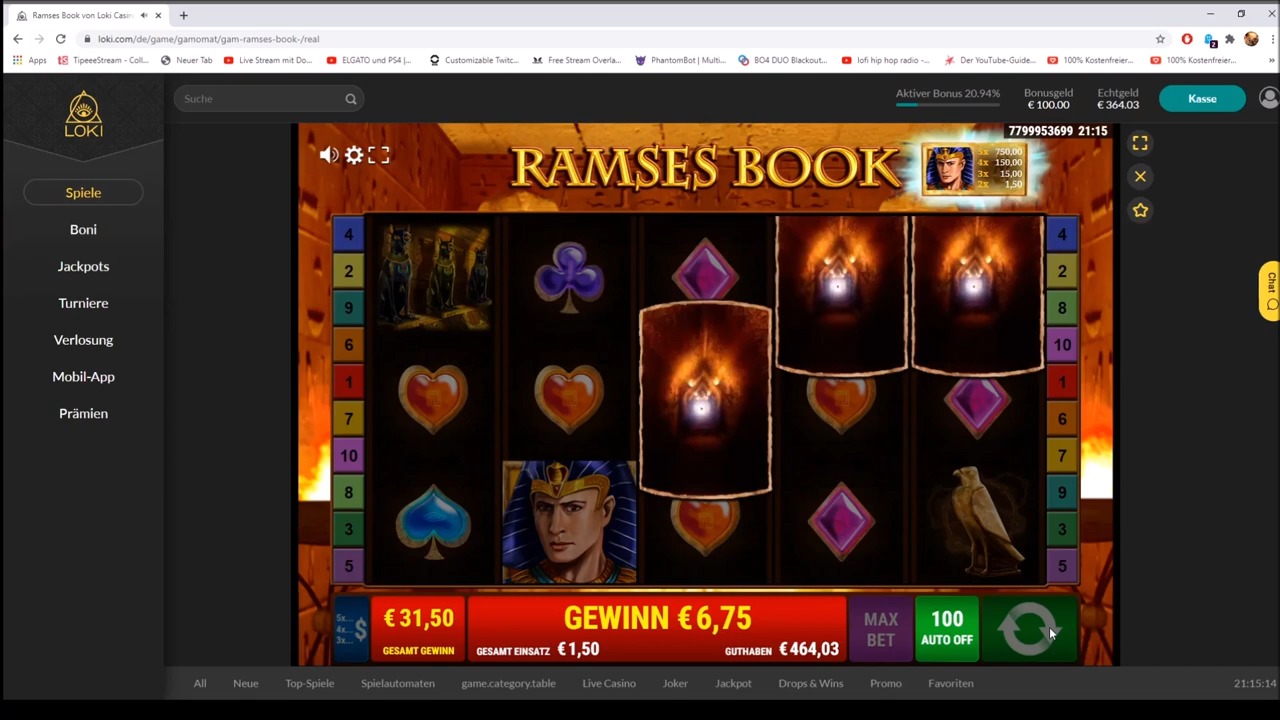 Ramses Book von Loki Casin
loki.com/de/game/gamomat/gam-ramses-book-/real
Apps TipeeeStream - Coll... Neuer Tab Live Stream mit Do... ELGATO und PS4 |... Customizable Twitc... Free Stream Overla... PhantomBot | Multi... BO4 DUO Blackout... lofi hip hop radio -... Der YouTube-Guide... 100% Kostenfreier... 100% Kostenfreier... »
LOKI
Suche
Aktiver Bonus 20.94%
Bonusgeld
€ 100.00
Echtgeld
€ 364.03
Kasse
Spiele
Boni
Jackpots
Turniere
Verlosung
Mobil-App
Prämien
7799953699 21:15
RAMSES BOOK
5x 750,00
4x 150,00
3x 15,00
2x 1,50
4 4
2 2
9 8
6 10
1 1
7 6
10 7
8 9
3 3
5 5
Chat
5x...
4x...
3x...
$
€ 31,50
GESAMT GEWINN
GEWINN € 6,75
GESAMT EINSATZ € 1,50
GUTHABEN € 464,03
MAX
BET
100
AUTO OFF
All Neue Top-Spiele Spielautomaten game.category.table Live Casino Joker Jackpot Drops & Wins Promo Favoriten
21:15:14